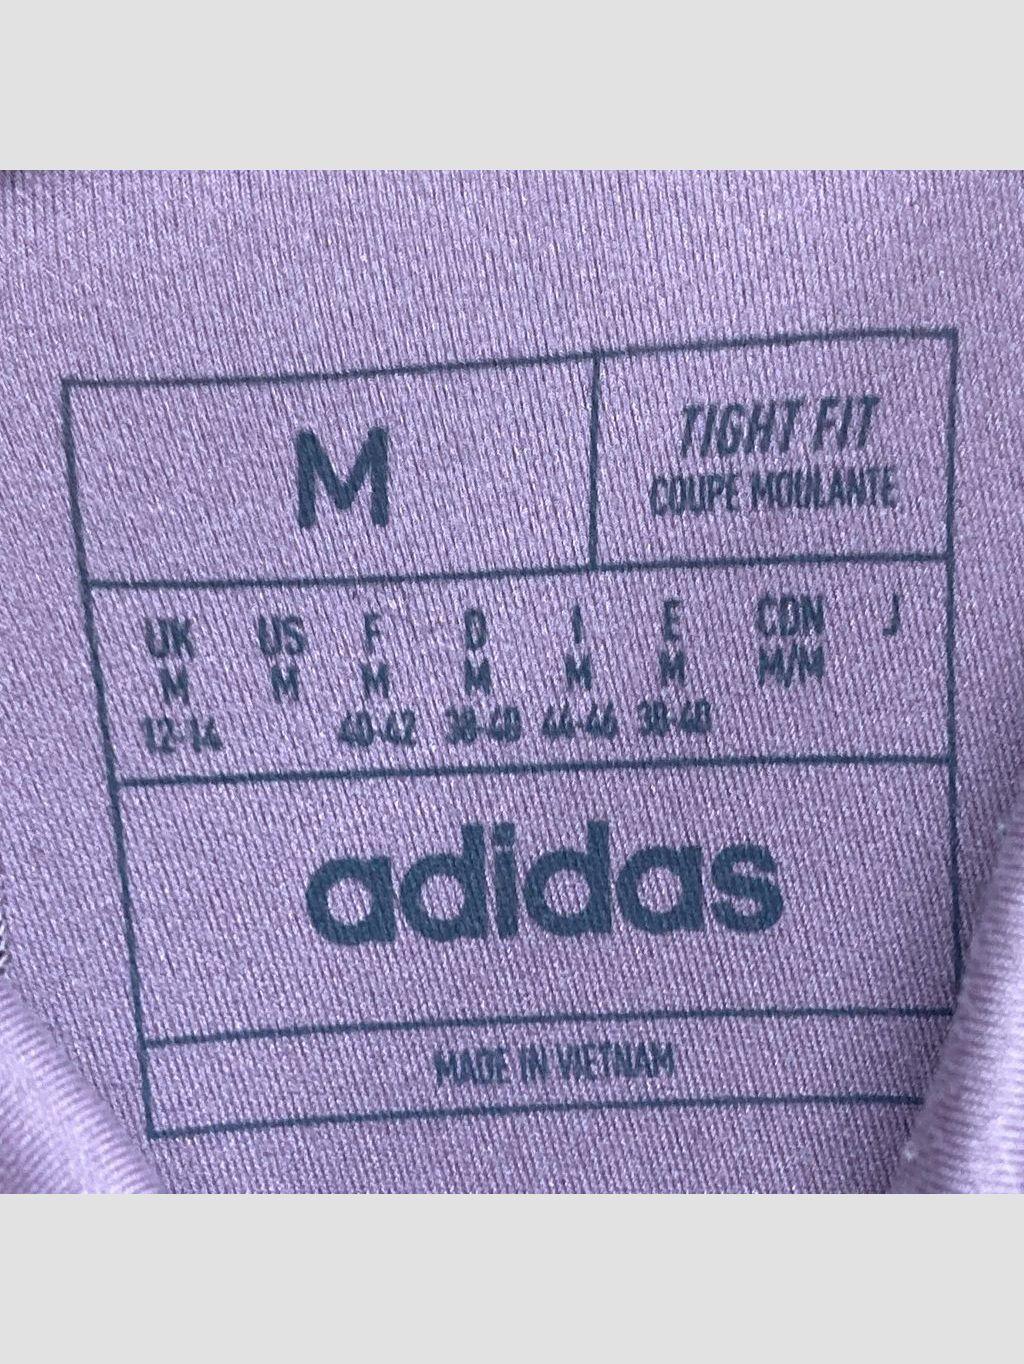 M
TIGHT FIT
COUPE MOULANTE
UK US F D I E CDN J
M M M M M M M/M
12-14 40-42 38-40 44-46 38-40
adidas
MADE IN VIETNAM